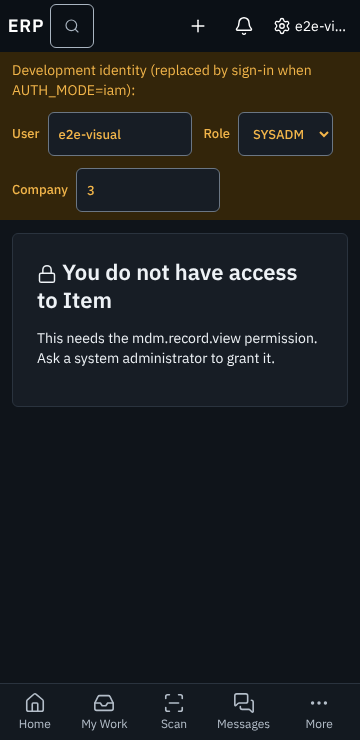 ERP
e2e-vi...
Development identity (replaced by sign-in when
AUTH_MODE=iam):
User e2e-visual Role SYSADM
Company 3
You do not have access
to Item
This needs the mdm.record.view permission.
Ask a system administrator to grant it.
Home My Work Scan Messages More